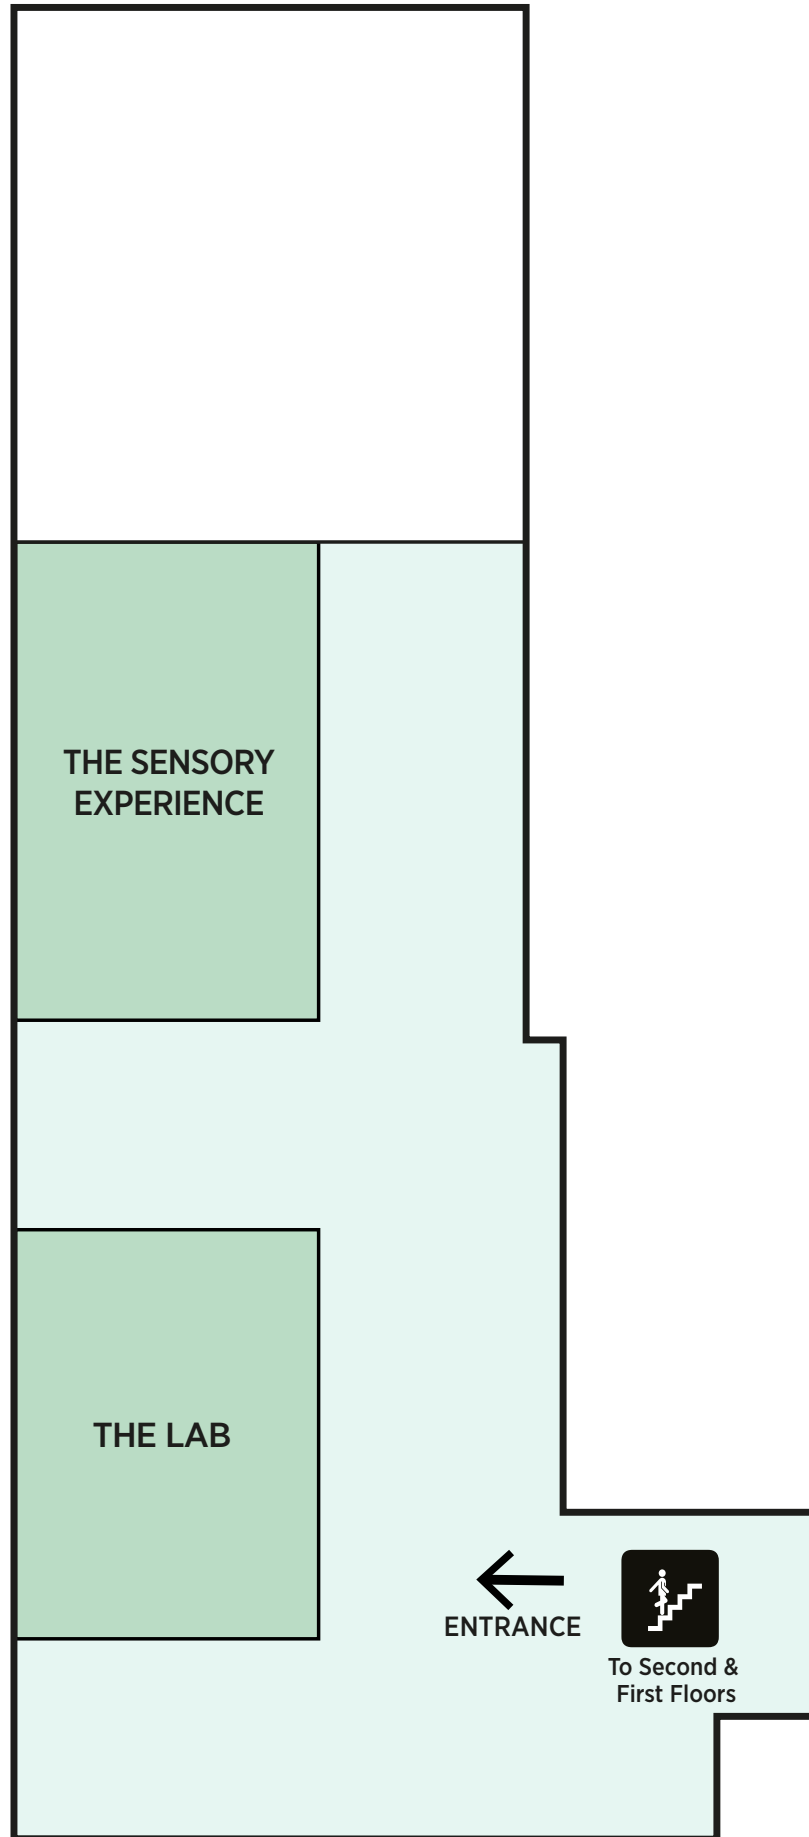 THE SENSORY
EXPERIENCE
THE LAB
ENTRANCE
To Second &
First Floors